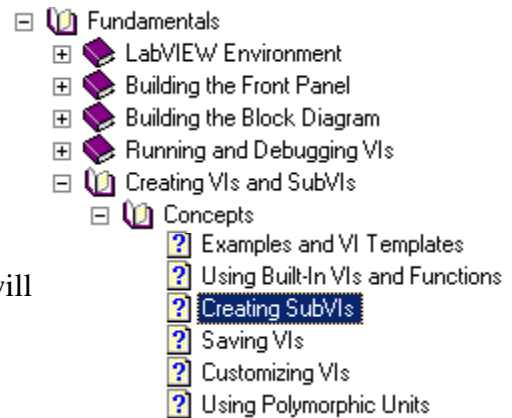 Fundamentals
LabVIEW Environment
Building the Front Panel
Building the Block Diagram
Running and Debugging VIs
Creating VIs and SubVIs
Concepts
Examples and VI Templates
Using Built-In VIs and Functions
Creating SubVIs
Saving VIs
Customizing VIs
Using Polymorphic Units